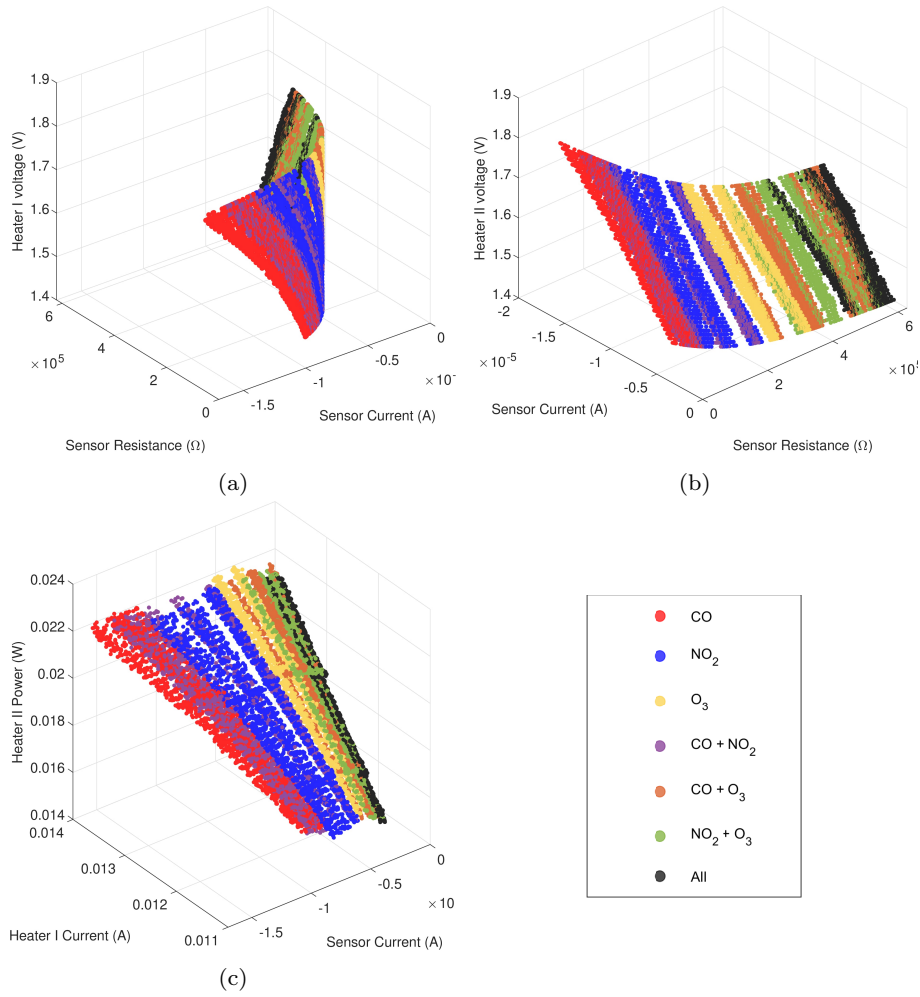 1.9
1.8
1.7
1.6
1.5
1.4
Heater I voltage (V)
6
4
2
0
×10⁵
Sensor Resistance (Ω)
-1.5
-1
-0.5
0
×10⁻
Sensor Current (A)
(a)
1.9
1.8
1.7
1.6
1.5
1.4
Heater II voltage (V)
-2
-1.5
-1
-0.5
0
×10⁻⁵
Sensor Current (A)
0
2
4
6
×10⁵
Sensor Resistance (Ω)
(b)
0.024
0.022
0.02
0.018
0.016
0.014
Heater II Power (W)
0.014
0.013
0.012
0.011
Heater I Current (A)
-1.5
-1
-0.5
0
×10
Sensor Current (A)
(c)
CO
NO₂
O₃
CO + NO₂
CO + O₃
NO₂ + O₃
All